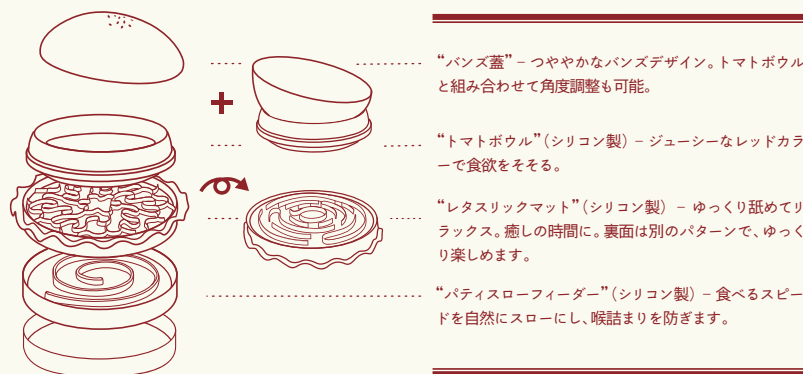 “バンズ蓋” – つややかなバンズデザイン。トマトボウル
と組み合わせて角度調整も可能。
“トマトボウル”（シリコン製） – ジューシーなレッドカラ
ーで食欲をそそる。
“レタスリックマット”（シリコン製） – ゆっくり舐めてリ
ラックス。癒しの時間に。裏面は別のパターンで、ゆっく
り楽しめます。
“パティスローフィーダー”（シリコン製） – 食べるスピー
ドを自然にスローにし、喉詰まりを防ぎます。